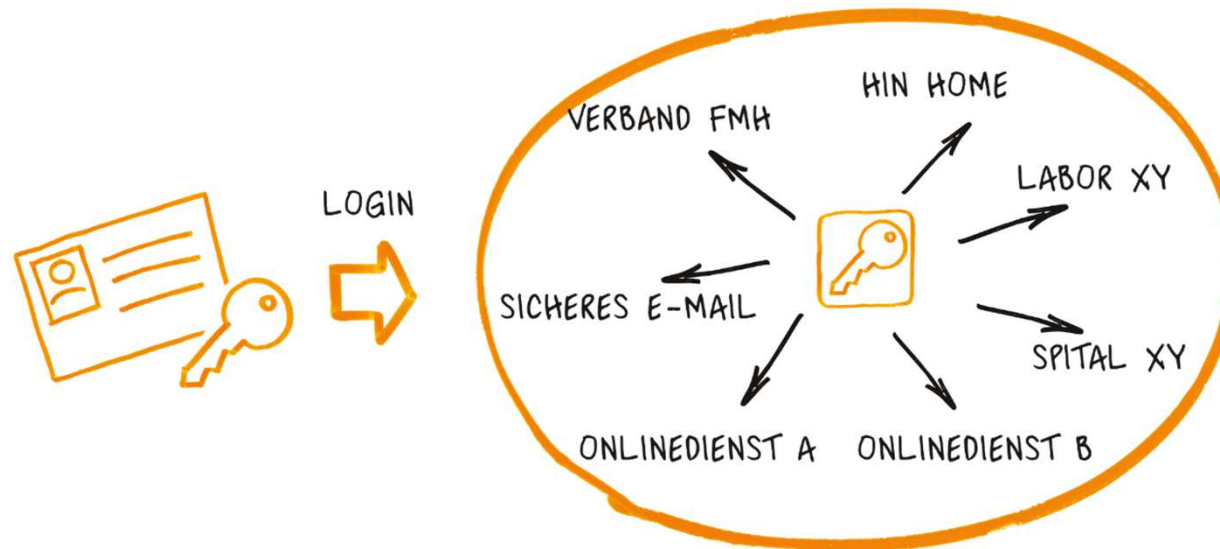 HIN HOME
VERBAND FMH
LABOR XY
LOGIN
SICHERES E-MAIL
SPITAL XY
ONLINEDIENST A
ONLINEDIENST B